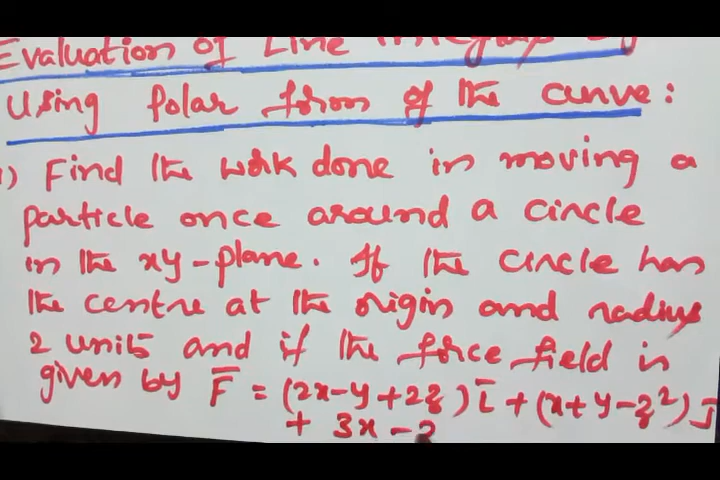 Evaluation of Line
Using Polar form of the curve:
1) Find the work done in moving a
particle once around a circle
in the xy-plane. If the circle has
the centre at the origin and radius
2 units and if the force field is
given by F̅ = (2x-y+2z)i̅ + (x+y-z²)j̅
+ 3x -